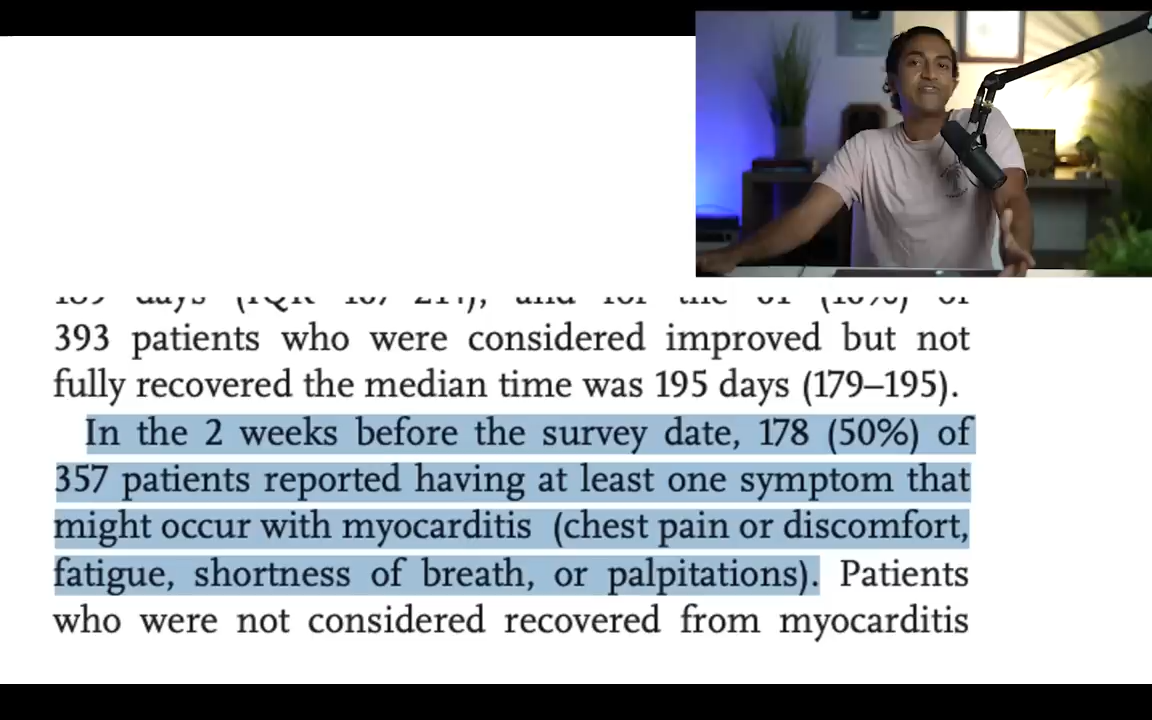 393 patients who were considered improved but not
fully recovered the median time was 195 days (179–195).
In the 2 weeks before the survey date, 178 (50%) of
357 patients reported having at least one symptom that
might occur with myocarditis (chest pain or discomfort,
fatigue, shortness of breath, or palpitations). Patients
who were not considered recovered from myocarditis